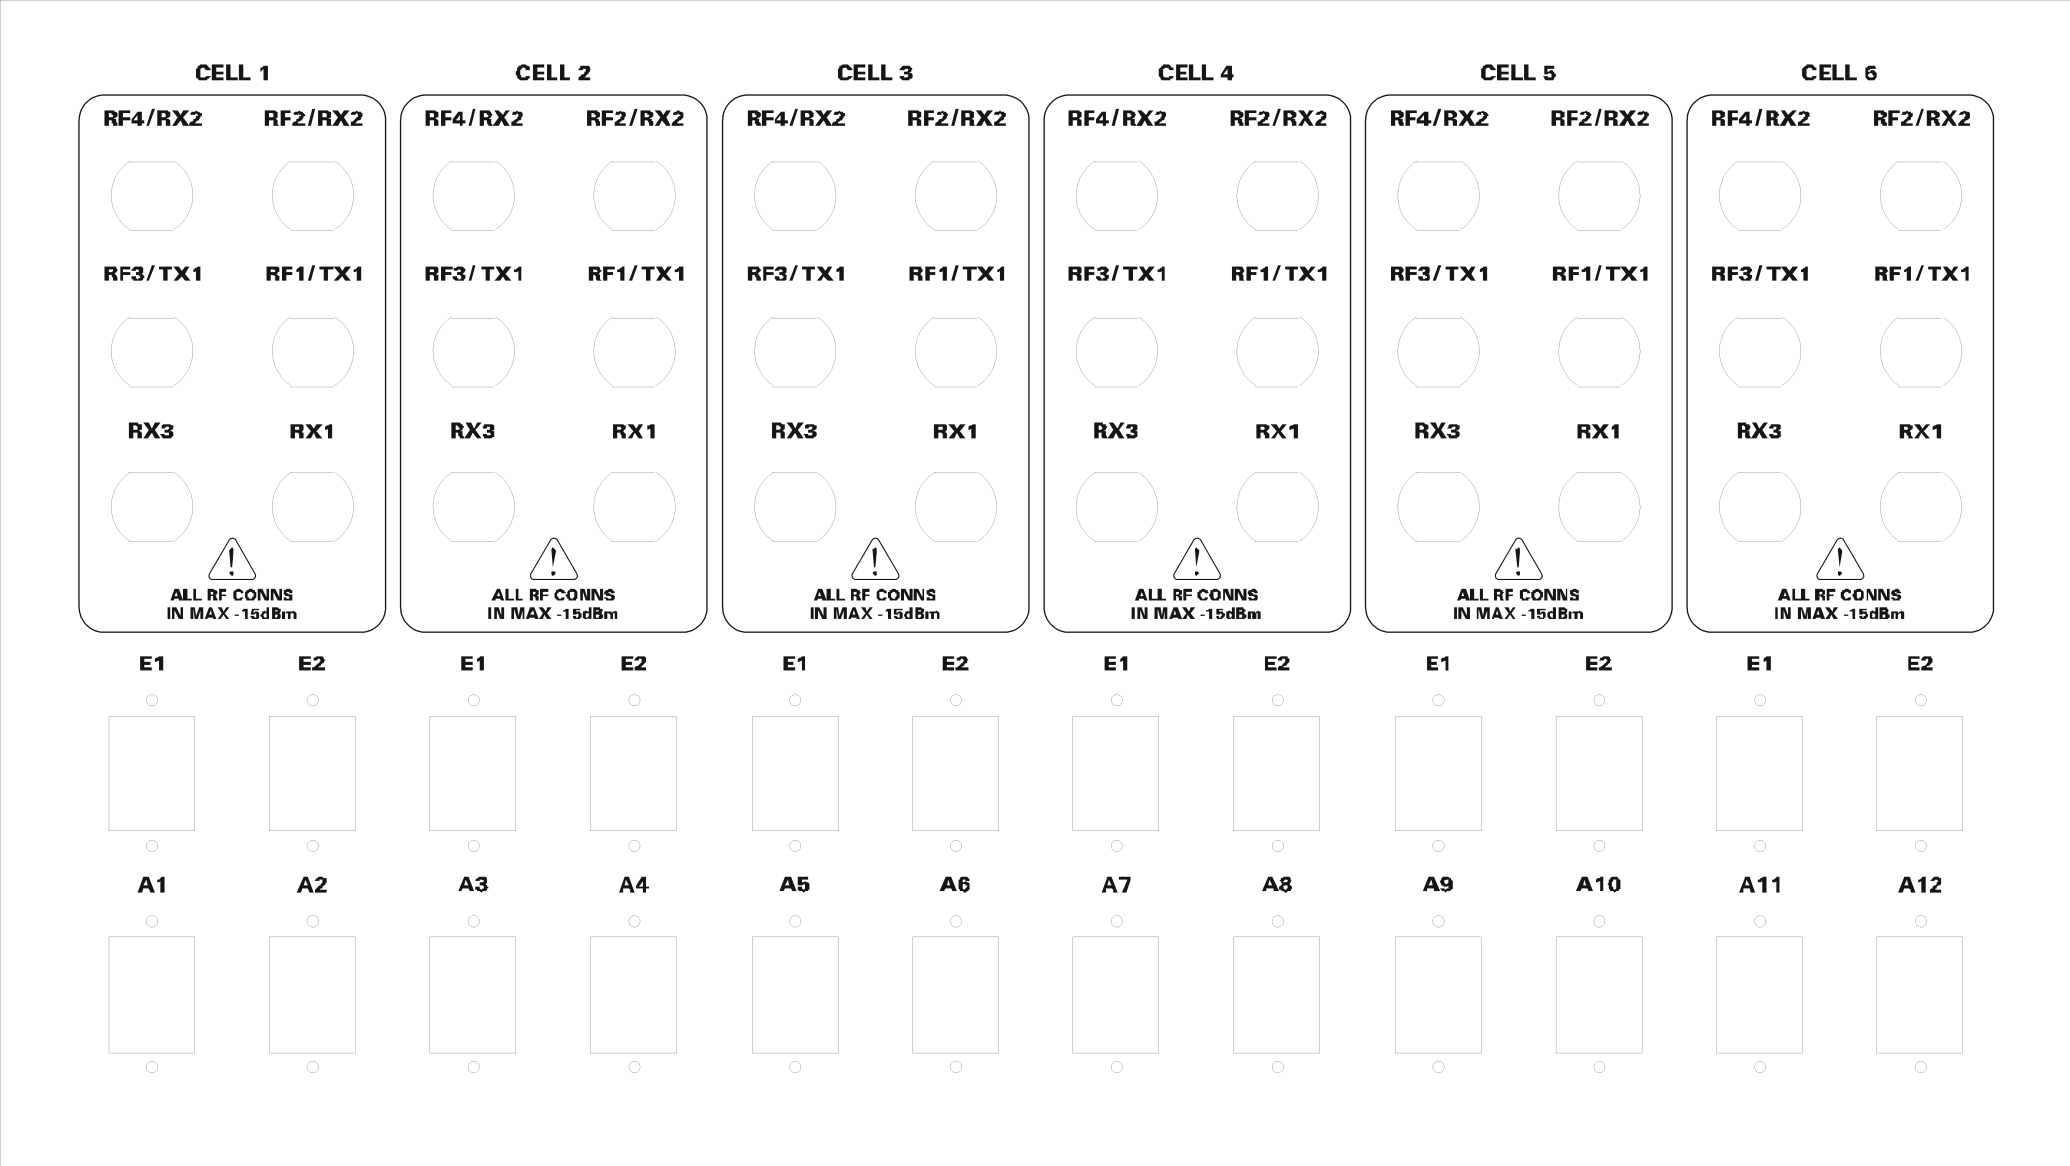 CELL 1 CELL 2 CELL 3 CELL 4 CELL 5 CELL 6
RF4/RX2 RF2/RX2 RF4/RX2 RF2/RX2 RF4/RX2 RF2/RX2 RF4/RX2 RF2/RX2 RF4/RX2 RF2/RX2 RF4/RX2 RF2/RX2
RF3/TX1 RF1/TX1 RF3/TX1 RF1/TX1 RF3/TX1 RF1/TX1 RF3/TX1 RF1/TX1 RF3/TX1 RF1/TX1 RF3/TX1 RF1/TX1
RX3 RX1 RX3 RX1 RX3 RX1 RX3 RX1 RX3 RX1 RX3 RX1
ALL RF CONNS ALL RF CONNS ALL RF CONNS ALL RF CONNS ALL RF CONNS ALL RF CONNS
IN MAX -15dBm IN MAX -15dBm IN MAX -15dBm IN MAX -15dBm IN MAX -15dBm IN MAX -15dBm
E1 E2 E1 E2 E1 E2 E1 E2 E1 E2 E1 E2
A1 A2 A3 A4 A5 A6 A7 A8 A9 A10 A11 A12